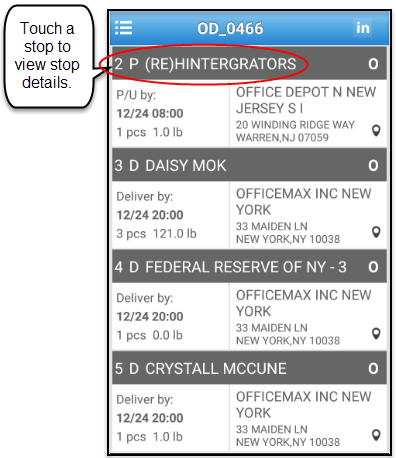 Touch a
stop to
view stop
details.
OD_0466
in
2 P (RE)HINTERGRATORS O
P/U by:
12/24 08:00
1 pcs 1.0 lb
OFFICE DEPOT N NEW
JERSEY S I
20 WINDING RIDGE WAY
WARREN,NJ 07059
3 D DAISY MOK O
Deliver by:
12/24 20:00
3 pcs 121.0 lb
OFFICEMAX INC NEW
YORK
33 MAIDEN LN
NEW YORK,NY 10038
4 D FEDERAL RESERVE OF NY - 3 O
Deliver by:
12/24 20:00
1 pcs 0.0 lb
OFFICEMAX INC NEW
YORK
33 MAIDEN LN
NEW YORK,NY 10038
5 D CRYSTALL MCCUNE O
Deliver by:
12/24 20:00
1 pcs 1.0 lb
OFFICEMAX INC NEW
YORK
33 MAIDEN LN
NEW YORK,NY 10038